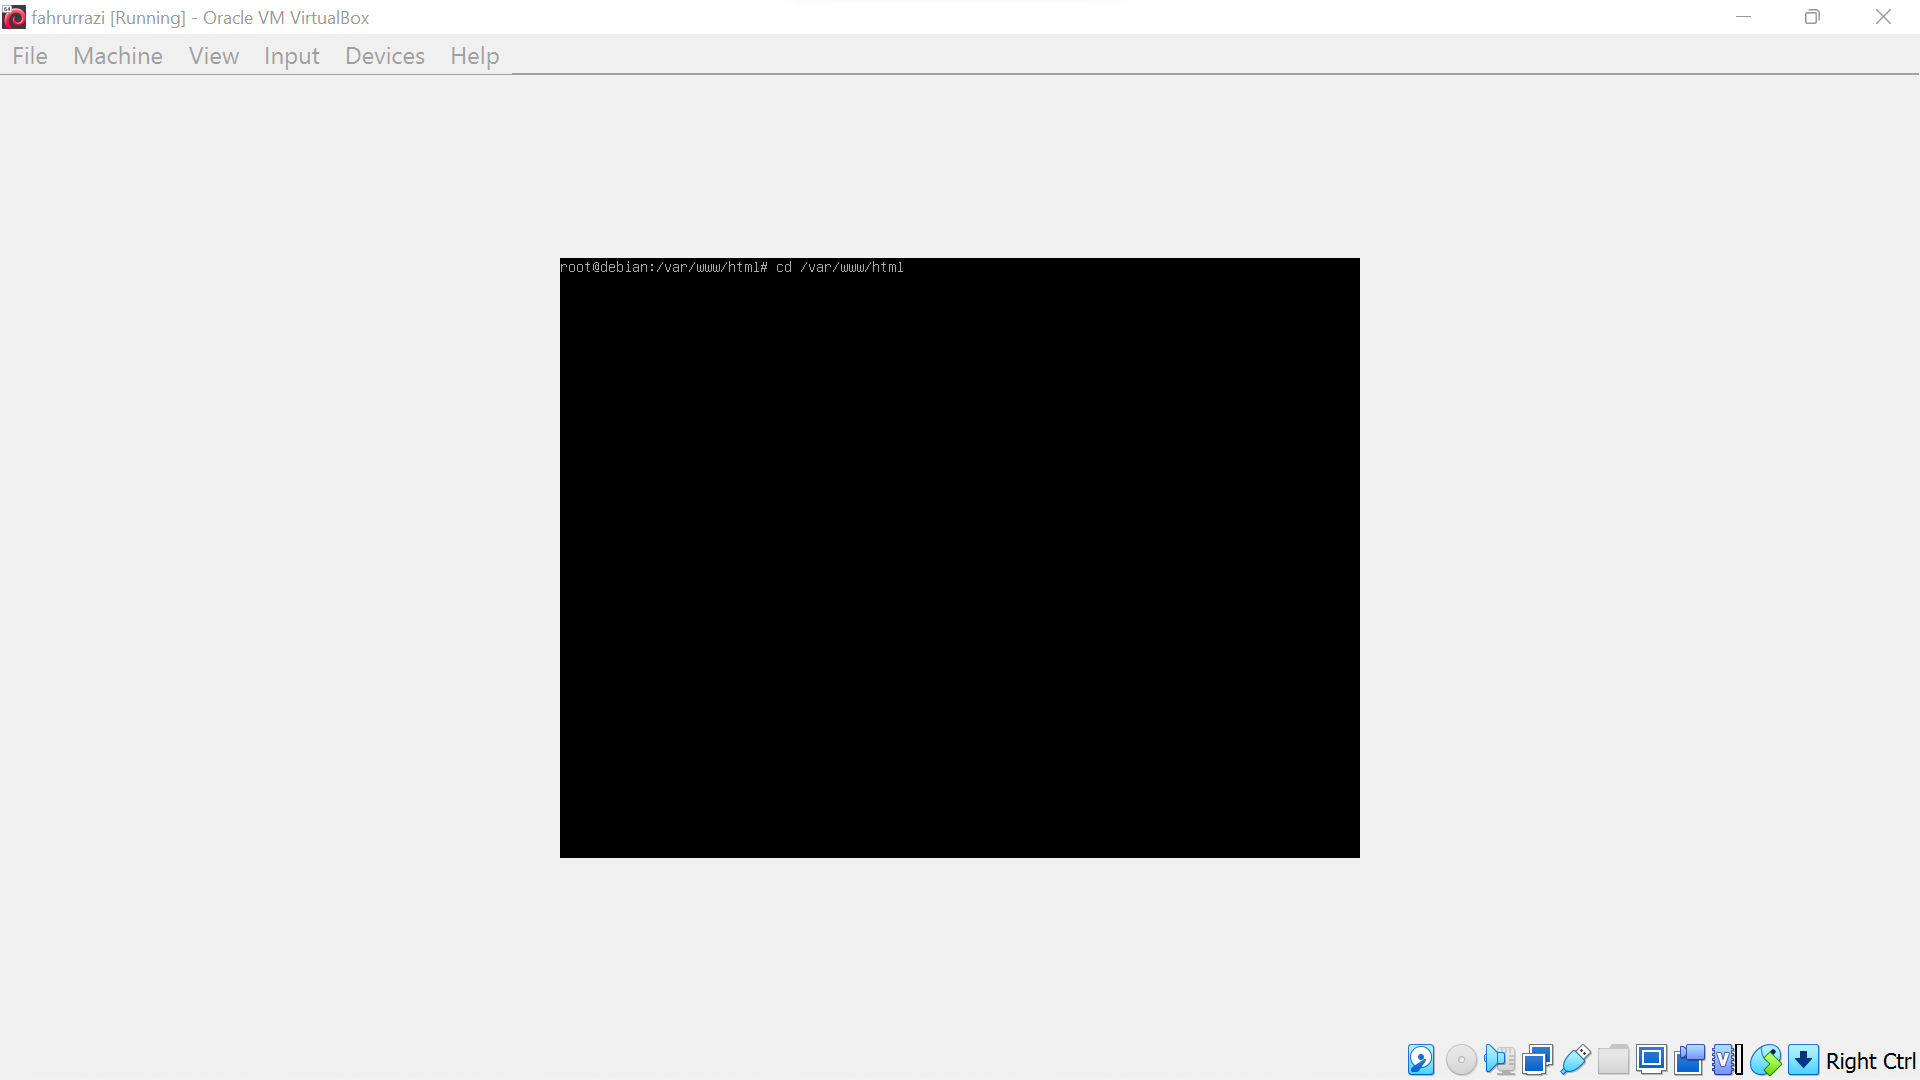 fahrurrazi [Running] - Oracle VM VirtualBox
File Machine View Input Devices Help
root@debian:/var/www/html# cd /var/www/html
Right Ctrl